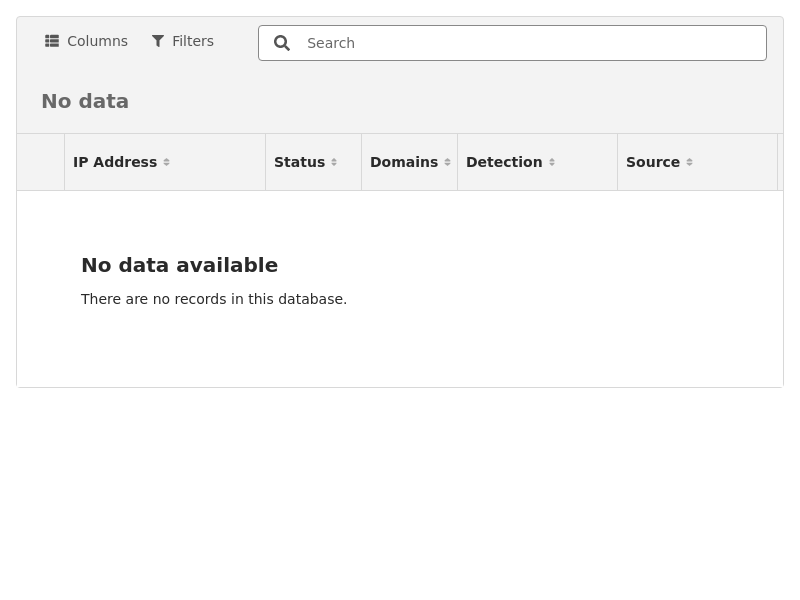 Columns Filters Search
No data
IP Address Status Domains Detection Source
No data available
There are no records in this database.